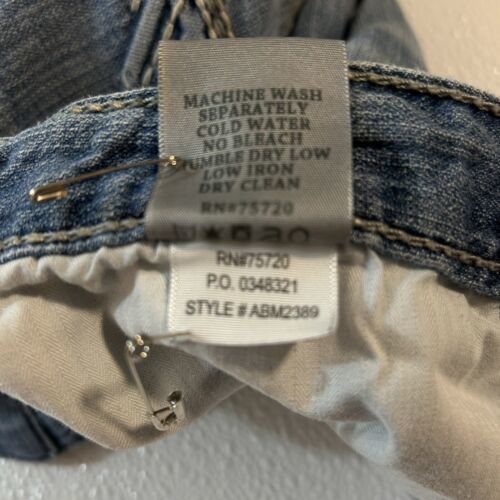 MACHINE WASH
SEPARATELY
COLD WATER
NO BLEACH
TUMBLE DRY LOW
LOW IRON
DRY CLEAN
RN#75720
RN#75720
P.O. 0348321
STYLE # ABM2389